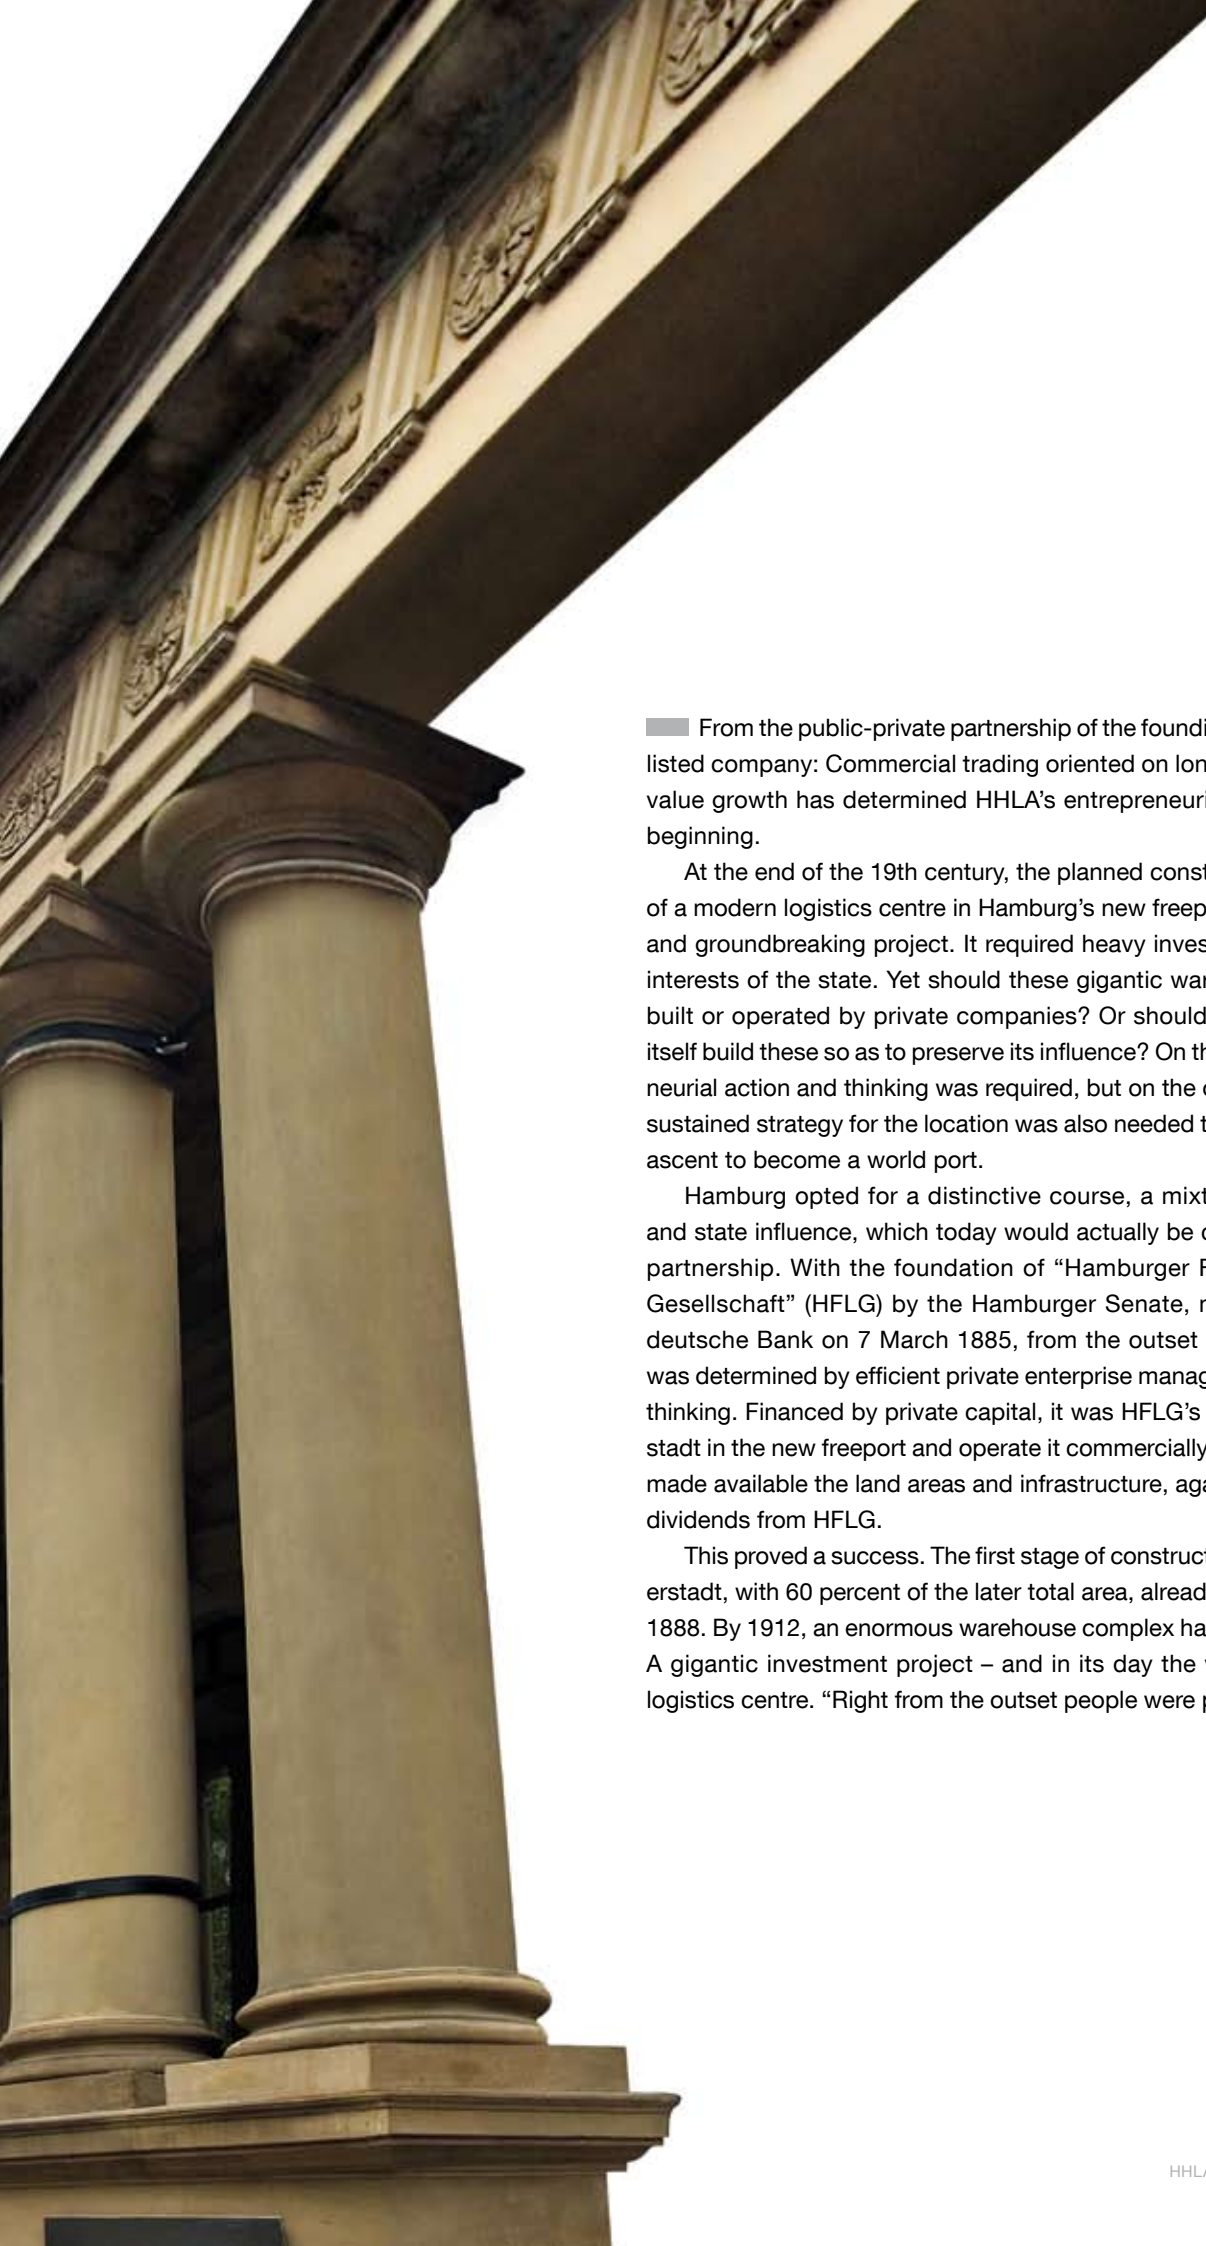 From the public-private partnership of the foundi
listed company: Commercial trading oriented on lon
value growth has determined HHLA’s entrepreneuri
beginning.
At the end of the 19th century, the planned const
of a modern logistics centre in Hamburg’s new freep
and groundbreaking project. It required heavy inves
interests of the state. Yet should these gigantic war
built or operated by private companies? Or should
itself build these so as to preserve its influence? On th
neurial action and thinking was required, but on the
sustained strategy for the location was also needed t
ascent to become a world port.
Hamburg opted for a distinctive course, a mixt
and state influence, which today would actually be
partnership. With the foundation of “Hamburger F
Gesellschaft” (HFLG) by the Hamburger Senate,
deutsche Bank on 7 March 1885, from the outset
was determined by efficient private enterprise manag
thinking. Financed by private capital, it was HFLG’s
stadt in the new freeport and operate it commercially
made available the land areas and infrastructure, aga
dividends from HFLG.
This proved a success. The first stage of construct
erstadt, with 60 percent of the later total area, alread
1888. By 1912, an enormous warehouse complex ha
A gigantic investment project – and in its day the
logistics centre. “Right from the outset people were
HHLA